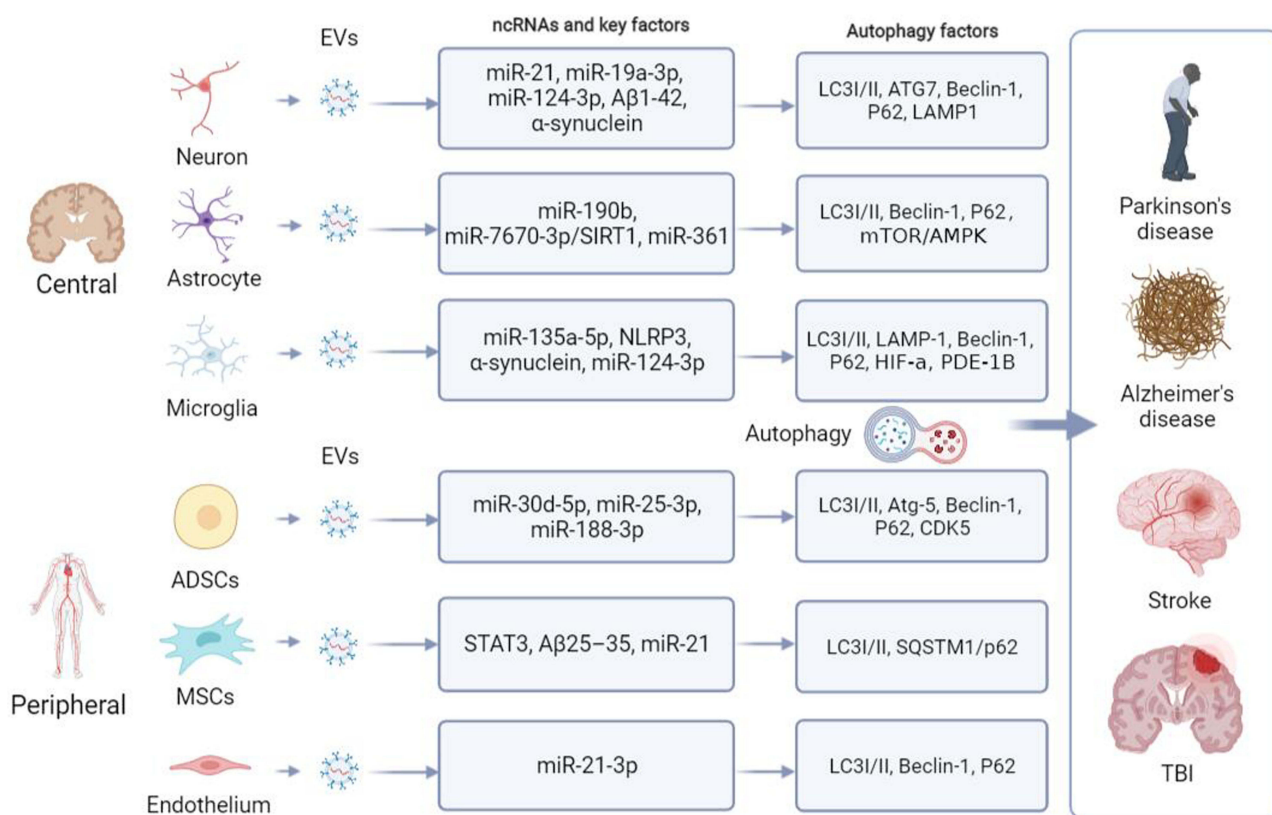 ncRNAs and key factors
Autophagy factors
EVs
miR-21, miR-19a-3p,
miR-124-3p, Aβ1-42,
α-synuclein
LC3I/II, ATG7, Beclin-1,
P62, LAMP1
Neuron
miR-190b,
miR-7670-3p/SIRT1, miR-361
LC3I/II, Beclin-1, P62 ,
mTOR/AMPK
Astrocyte
Central
miR-135a-5p, NLRP3,
α-synuclein, miR-124-3p
LC3I/II, LAMP-1, Beclin-1,
P62, HIF-a, PDE-1B
Microglia
Autophagy
EVs
miR-30d-5p, miR-25-3p,
miR-188-3p
LC3I/II, Atg-5, Beclin-1,
P62, CDK5
ADSCs
STAT3, Aβ25–35, miR-21
LC3I/II, SQSTM1/p62
MSCs
Peripheral
miR-21-3p
LC3I/II, Beclin-1, P62
Endothelium
Parkinson's
disease
Alzheimer's
disease
Stroke
TBI